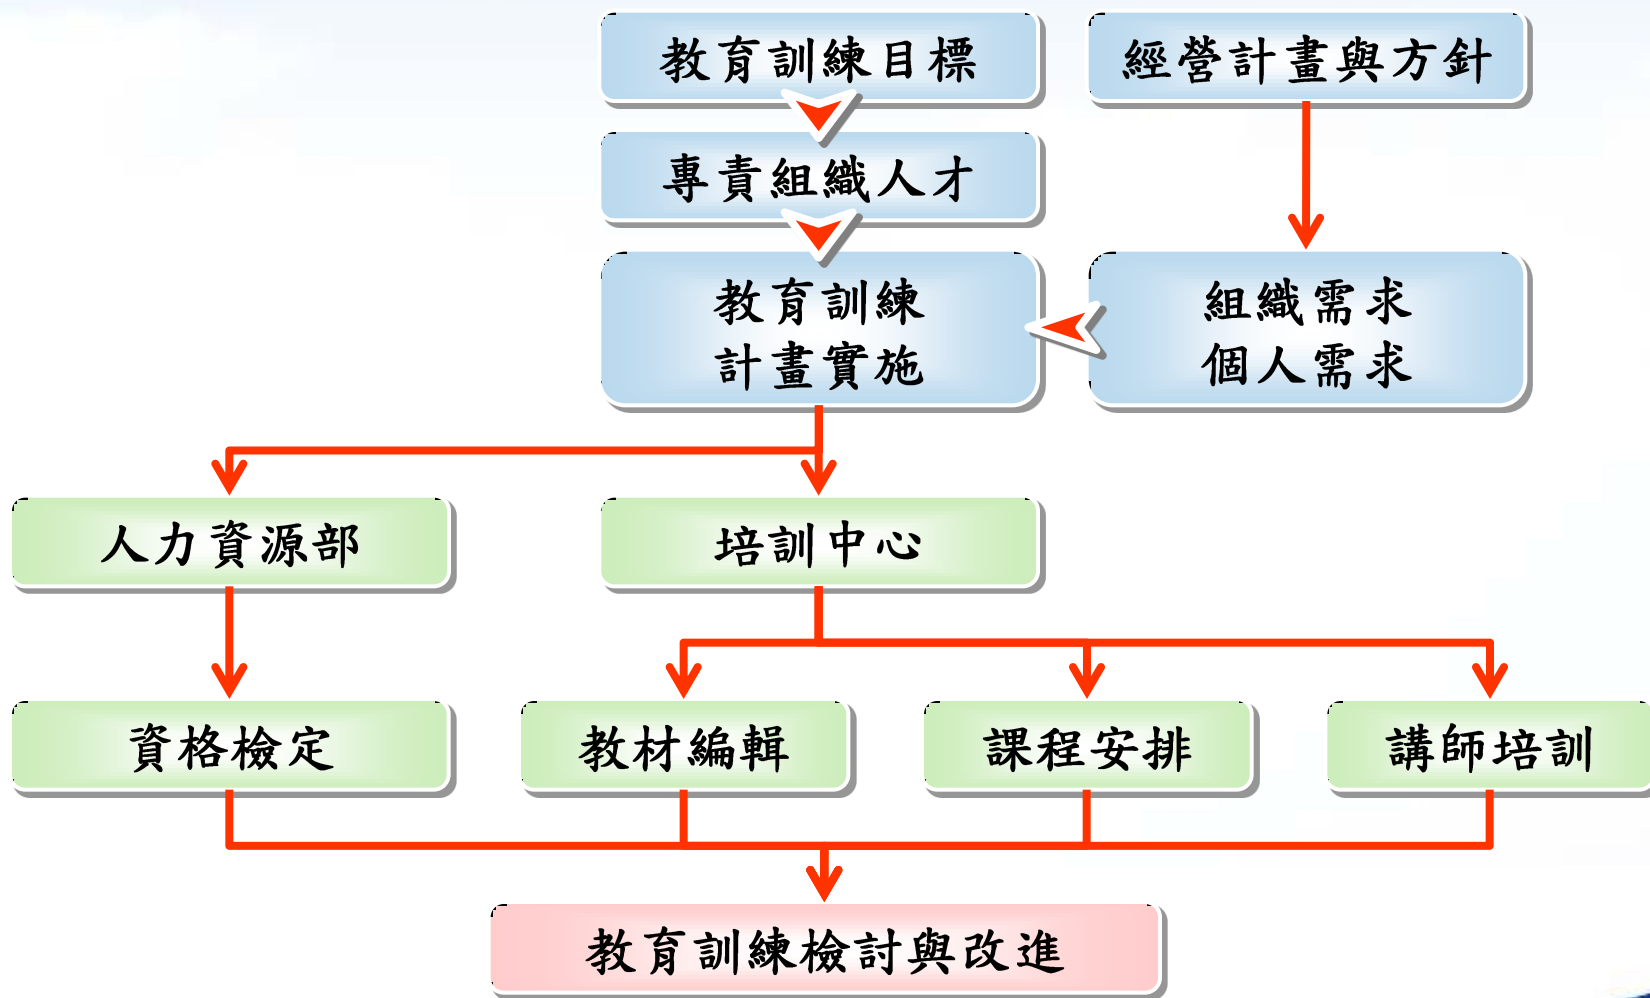 教育訓練目標
經營計畫與方針
專責組織人才
教育訓練
計畫實施
組織需求
個人需求
人力資源部
培訓中心
資格檢定
教材編輯
課程安排
講師培訓
教育訓練檢討與改進